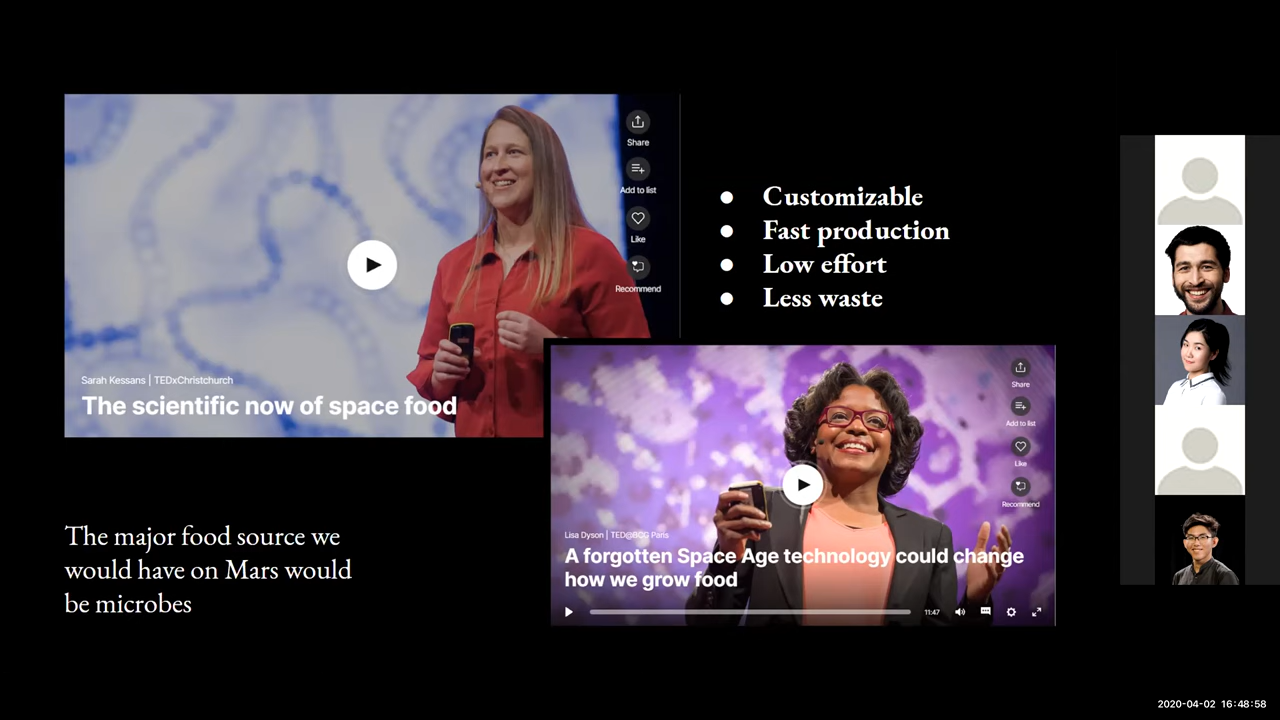 Share
Add to list
Like
Recommend
Sarah Kessans | TEDxChristchurch
The scientific now of space food
● Customizable
● Fast production
● Low effort
● Less waste
Share
Add to list
Like
Recommend
Lisa Dyson | TED@BCG Paris
A forgotten Space Age technology could change
how we grow food
11:47
The major food source we
would have on Mars would
be microbes
2020-04-02 16:48:58